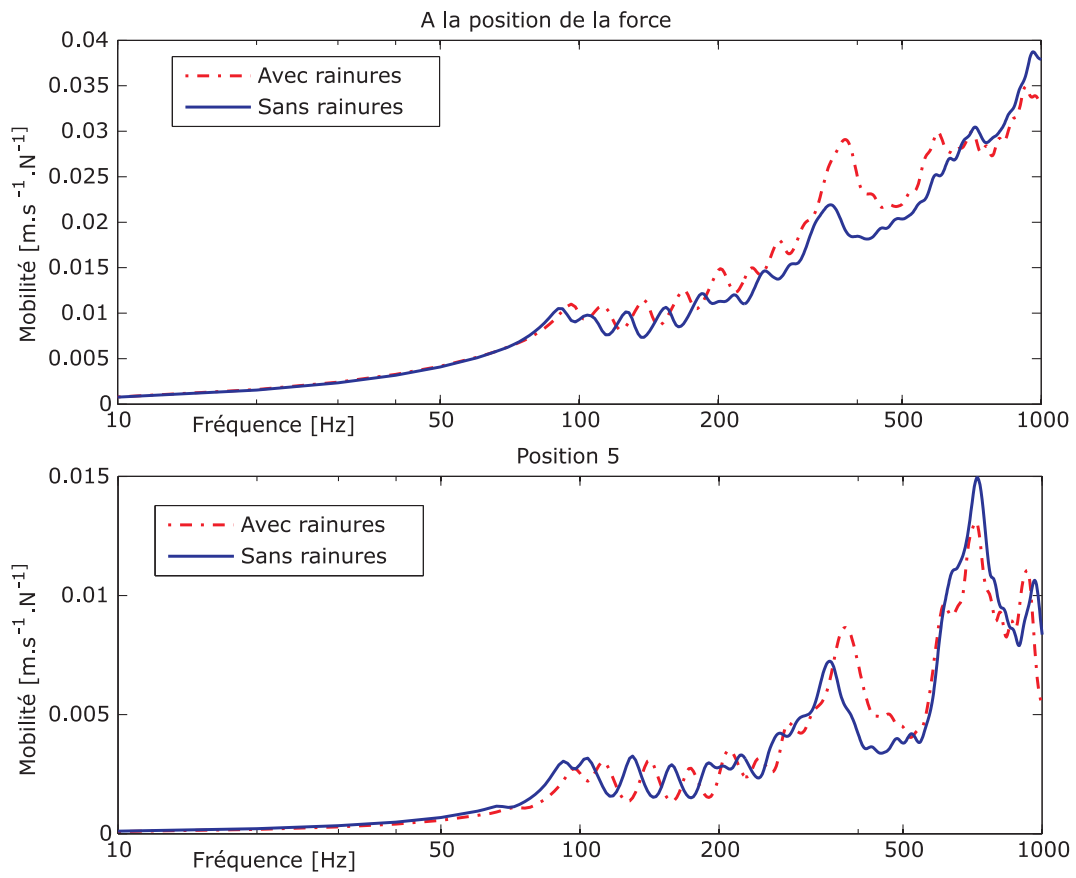 A la position de la force
Mobilité [m.s⁻¹ .N⁻¹]
0.04
0.035
0.03
0.025
0.02
0.015
0.01
0.005
0
Avec rainures
Sans rainures
10
50
100
200
500
1000
Fréquence [Hz]
Position 5
Mobilité [m.s⁻¹ .N⁻¹]
0.015
0.01
0.005
0
Avec rainures
Sans rainures
10
50
100
200
500
1000
Fréquence [Hz]